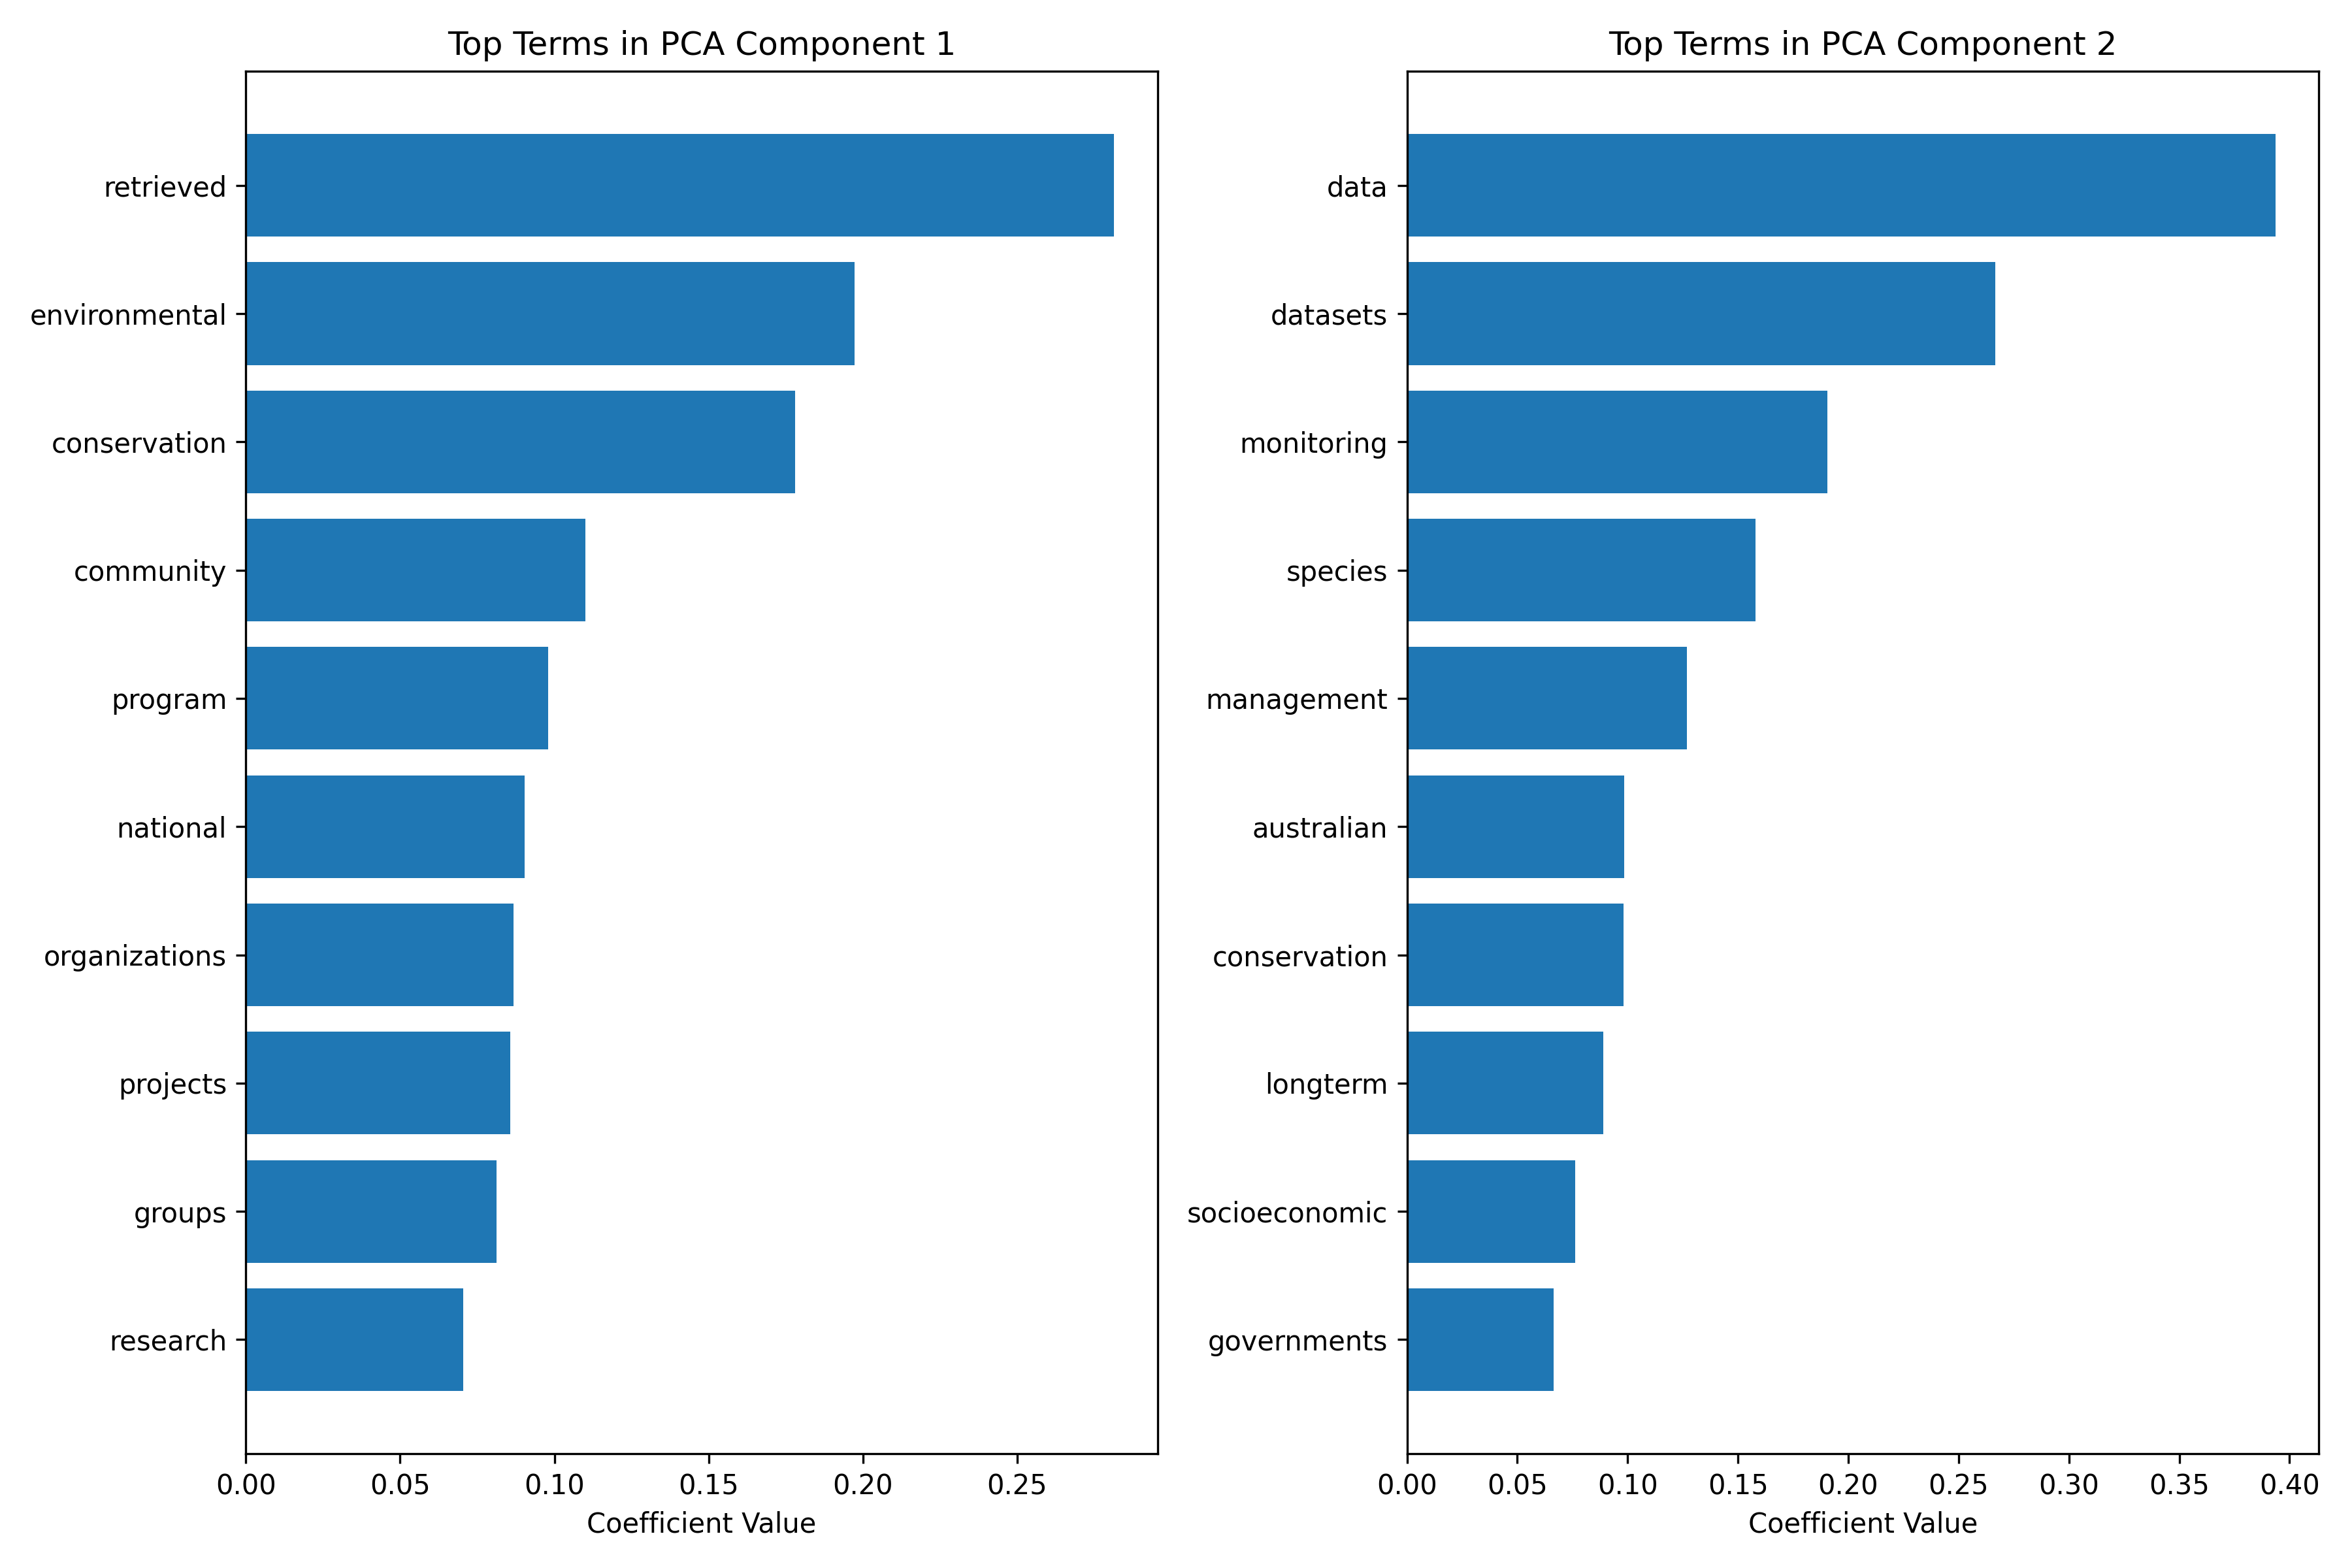 Top Terms in PCA Component 1
retrieved
environmental
conservation
community
program
national
organizations
projects
groups
research
0.00 0.05 0.10 0.15 0.20 0.25
Coefficient Value
Top Terms in PCA Component 2
data
datasets
monitoring
species
management
australian
conservation
longterm
socioeconomic
governments
0.00 0.05 0.10 0.15 0.20 0.25 0.30 0.35 0.40
Coefficient Value